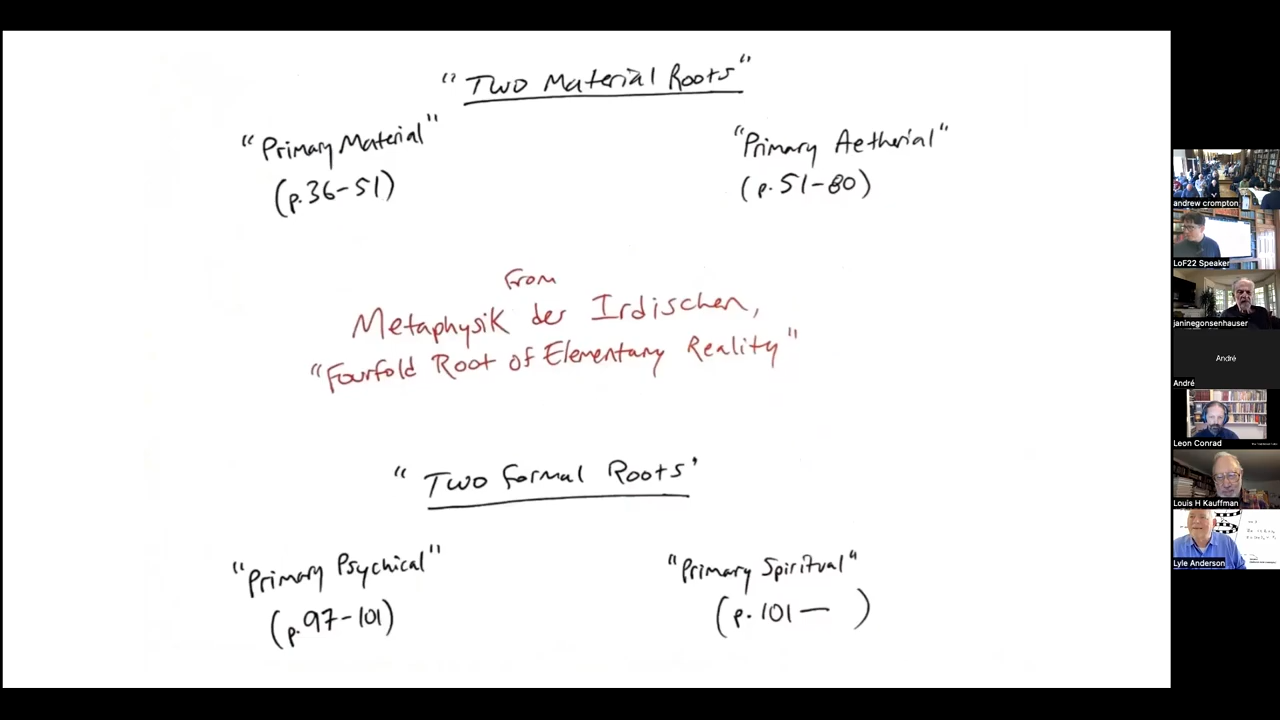 "Two Material Roots"
"Primary Material"
(p.36-51)
"Primary Aetherial"
(p.51-80)
From
Metaphysik der Irdischen,
"Fourfold Root of Elementary Reality"
"Two Formal Roots'
"Primary Psychical"
(p.97-101)
"Primary Spiritual"
(p.101— )
andrew crompton
LoF22 Speaker
janinegonsenhauser
André
André
Leon Conrad
Louis H Kauffman
Lyle Anderson